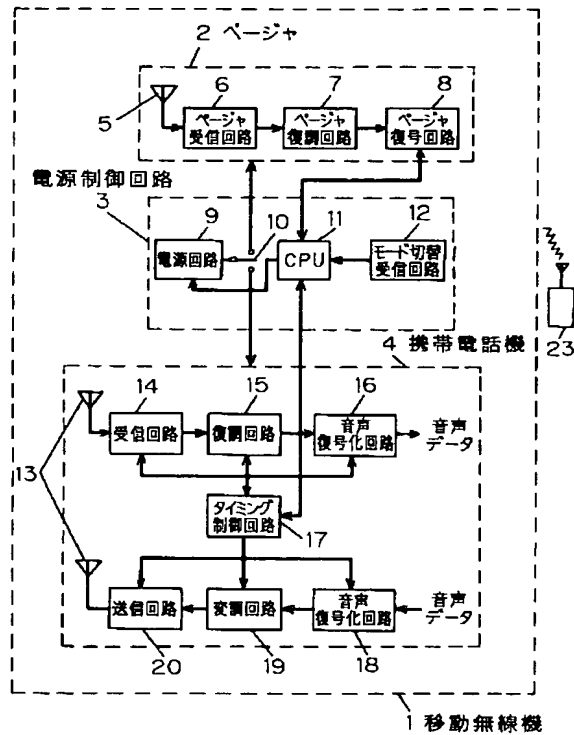 2 ページャ
6
7
8
5
ページャ
受信回路
ページャ
復調回路
ページャ
復号回路
電源制御回路
3
9
10
11
12
電源回路
CPU
モード切替
受信回路
23
4 携帯電話機
14
15
16
受信回路
復調回路
音声
復号化回路
音声
データ
13
タイミング
制御回路
17
送信回路
変調回路
音声
復号化回路
音声
データ
20
19
18
1 移動無線機